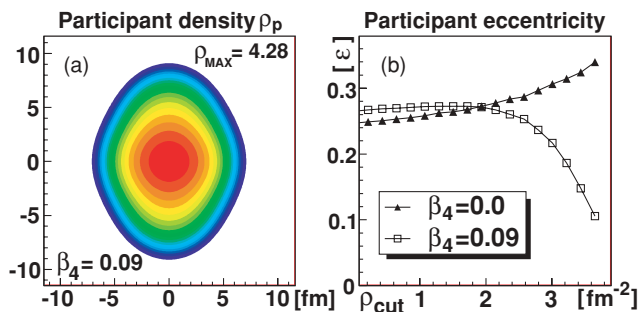 Participant density ρp
(a)
ρMAX = 4.28
10
5
0
-5
-10
β4 = 0.09
-10 -5 0 5 10 [fm]
Participant eccentricity
[ε]
(b)
0.4
0.3
0.2
0.1
0
β4=0.0
β4=0.09
ρcut 1 2 3 [fm-2]